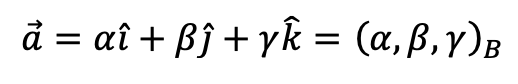 𝑎⃗ = 𝛼𝑖̂ + 𝛽𝑗̂ + 𝛾𝑘̂ = (𝛼, 𝛽, 𝛾)_B